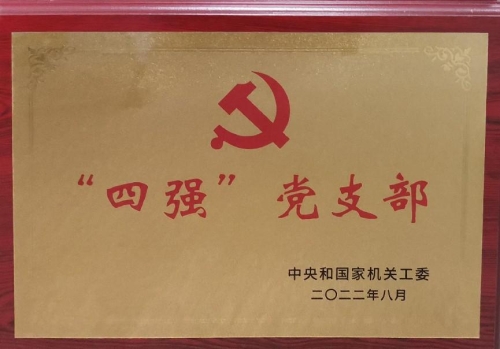 “四强”党支部
中央和国家机关工委
二〇二二年八月